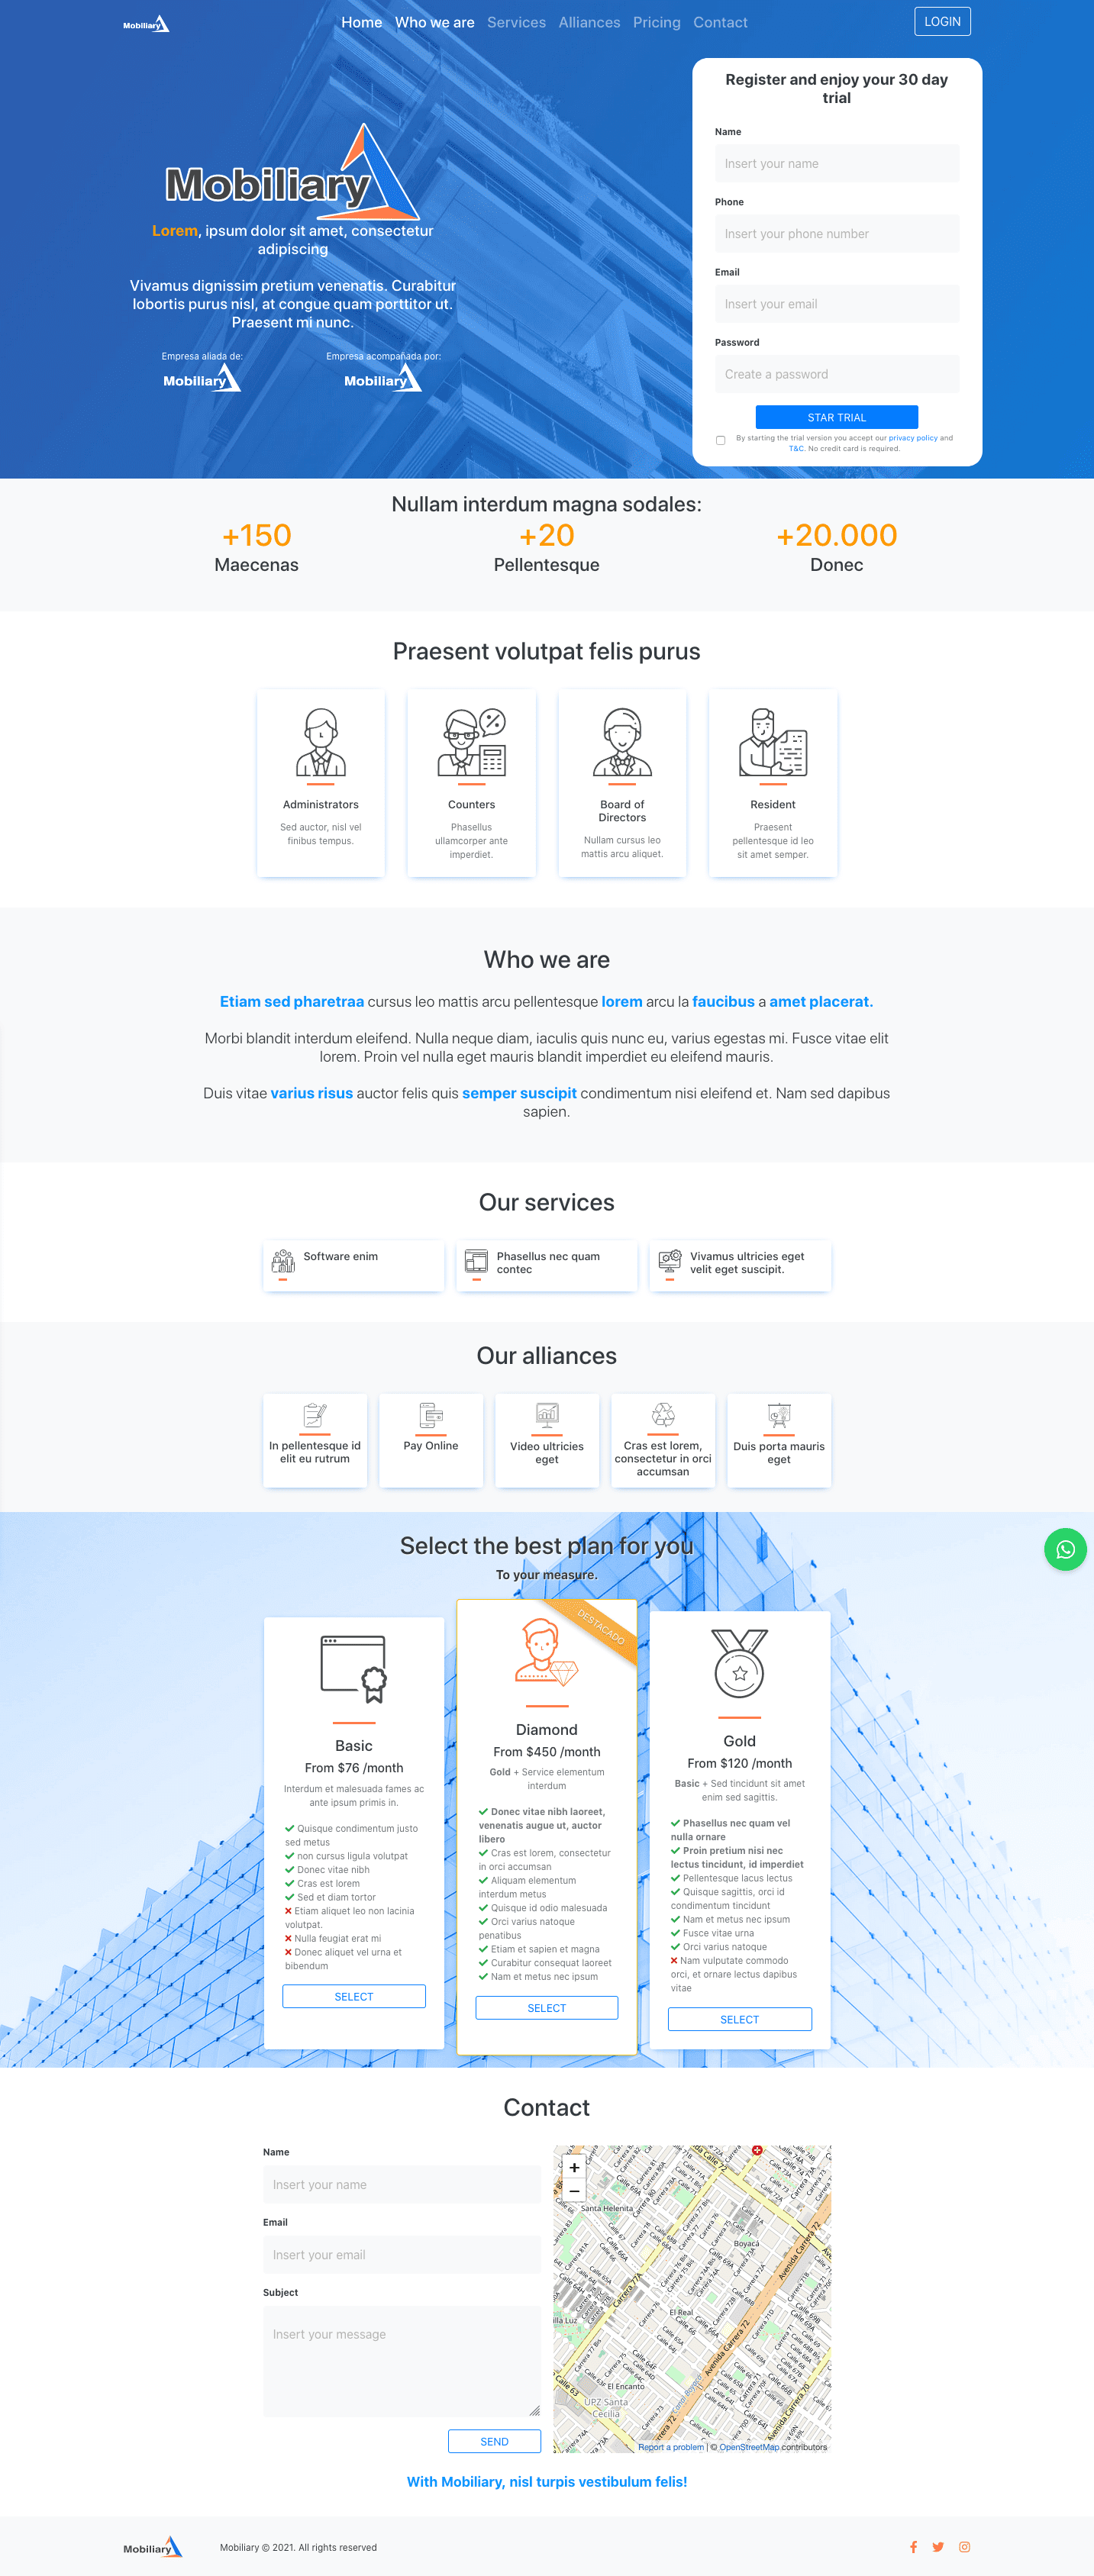 Mobiliary
Home Who we are Services Alliances Pricing Contact
LOGIN
Mobiliary
Lorem, ipsum dolor sit amet, consectetur
adipiscing
Vivamus dignissim pretium venenatis. Curabitur
lobortis purus nisl, at congue quam porttitor ut.
Praesent mi nunc.
Empresa aliada de:
Mobiliary
Empresa acompañada por:
Mobiliary
Register and enjoy your 30 day
trial
Name
Insert your name
Phone
Insert your phone number
Email
Insert your email
Password
Create a password
STAR TRIAL
By starting the trial version you accept our privacy policy and
T&C. No credit card is required.
Nullam interdum magna sodales:
+150
Maecenas
+20
Pellentesque
+20.000
Donec
Praesent volutpat felis purus
Administrators
Sed auctor, nisl vel
finibus tempus.
Counters
Phasellus
ullamcorper ante
imperdiet.
Board of
Directors
Nullam cursus leo
mattis arcu aliquet.
Resident
Praesent
pellentesque id leo
sit amet semper.
Who we are
Etiam sed pharetraa cursus leo mattis arcu pellentesque lorem arcu la faucibus a amet placerat.
Morbi blandit interdum eleifend. Nulla neque diam, iaculis quis nunc eu, varius egestas mi. Fusce vitae elit
lorem. Proin vel nulla eget mauris blandit imperdiet eu eleifend mauris.
Duis vitae varius risus auctor felis quis semper suscipit condimentum nisi eleifend et. Nam sed dapibus
sapien.
Our services
Software enim
Phasellus nec quam
contec
Vivamus ultricies eget
velit eget suscipit.
Our alliances
In pellentesque id
elit eu rutrum
Pay Online
Video ultricies
eget
Cras est lorem,
consectetur in orci
accumsan
Duis porta mauris
eget
Select the best plan for you
To your measure.
Basic
From $76 /month
Interdum et malesuada fames ac
ante ipsum primis in.
Quisque condimentum justo
sed metus
non cursus ligula volutpat
Donec vitae nibh
Cras est lorem
Sed et diam tortor
Etiam aliquet leo non lacinia
volutpat.
Nulla feugiat erat mi
Donec aliquet vel urna et
bibendum
SELECT
DESTACADO
Diamond
From $450 /month
Gold + Service elementum
interdum
Donec vitae nibh laoreet,
venenatis augue ut, auctor
libero
Cras est lorem, consectetur
in orci accumsan
Aliquam elementum
interdum metus
Quisque id odio malesuada
Orci varius natoque
penatibus
Etiam et sapien et magna
Curabitur consequat laoreet
Nam et metus nec ipsum
SELECT
Gold
From $120 /month
Basic + Sed tincidunt sit amet
enim sed sagittis.
Phasellus nec quam vel
nulla ornare
Proin pretium nisi nec
lectus tincidunt, id imperdiet
Pellentesque lacus lectus
Quisque sagittis, orci id
condimentum tincidunt
Nam et metus nec ipsum
Fusce vitae urna
Orci varius natoque
Nam vulputate commodo
orci, et ornare lectus dapibus
vitae
SELECT
Contact
Name
Insert your name
Email
Insert your email
Subject
Insert your message
SEND
+
−
Santa Helenita
Boyacá
El Real
El Encanto
UPZ Santa
Cecilia
Carrera 77A
Avenida Carrera 72
Calle 72
Calle 63
Avenida Carrera 70
Report a problem | © OpenStreetMap contributors
With Mobiliary, nisl turpis vestibulum felis!
Mobiliary
Mobiliary © 2021. All rights reserved